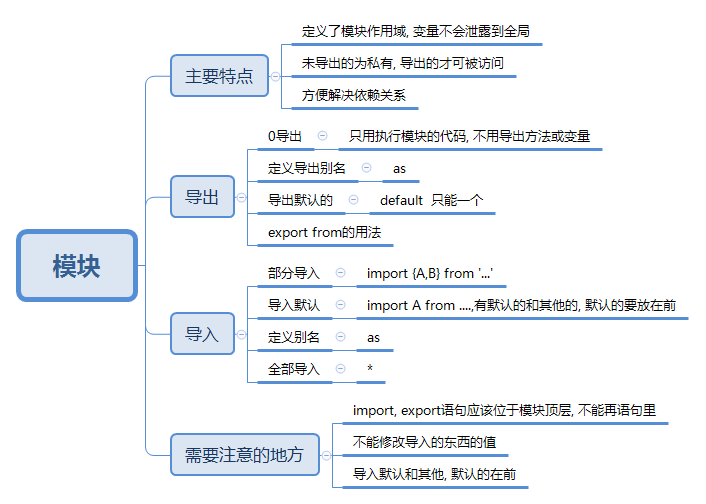 模块
主要特点
定义了模块作用域, 变量不会泄露到全局
未导出的为私有, 导出的才可被访问
方便解决依赖关系
导出
0导出
只用执行模块的代码, 不用导出方法或变量
定义导出别名
as
导出默认的
default 只能一个
export from的用法
导入
部分导入
import {A,B} from '...'
导入默认
import A from ....,有默认的和其他的, 默认的要放在前
定义别名
as
全部导入
*
需要注意的地方
import, export语句应该位于模块顶层, 不能再语句里
不能修改导入的东西的值
导入默认和其他, 默认的在前